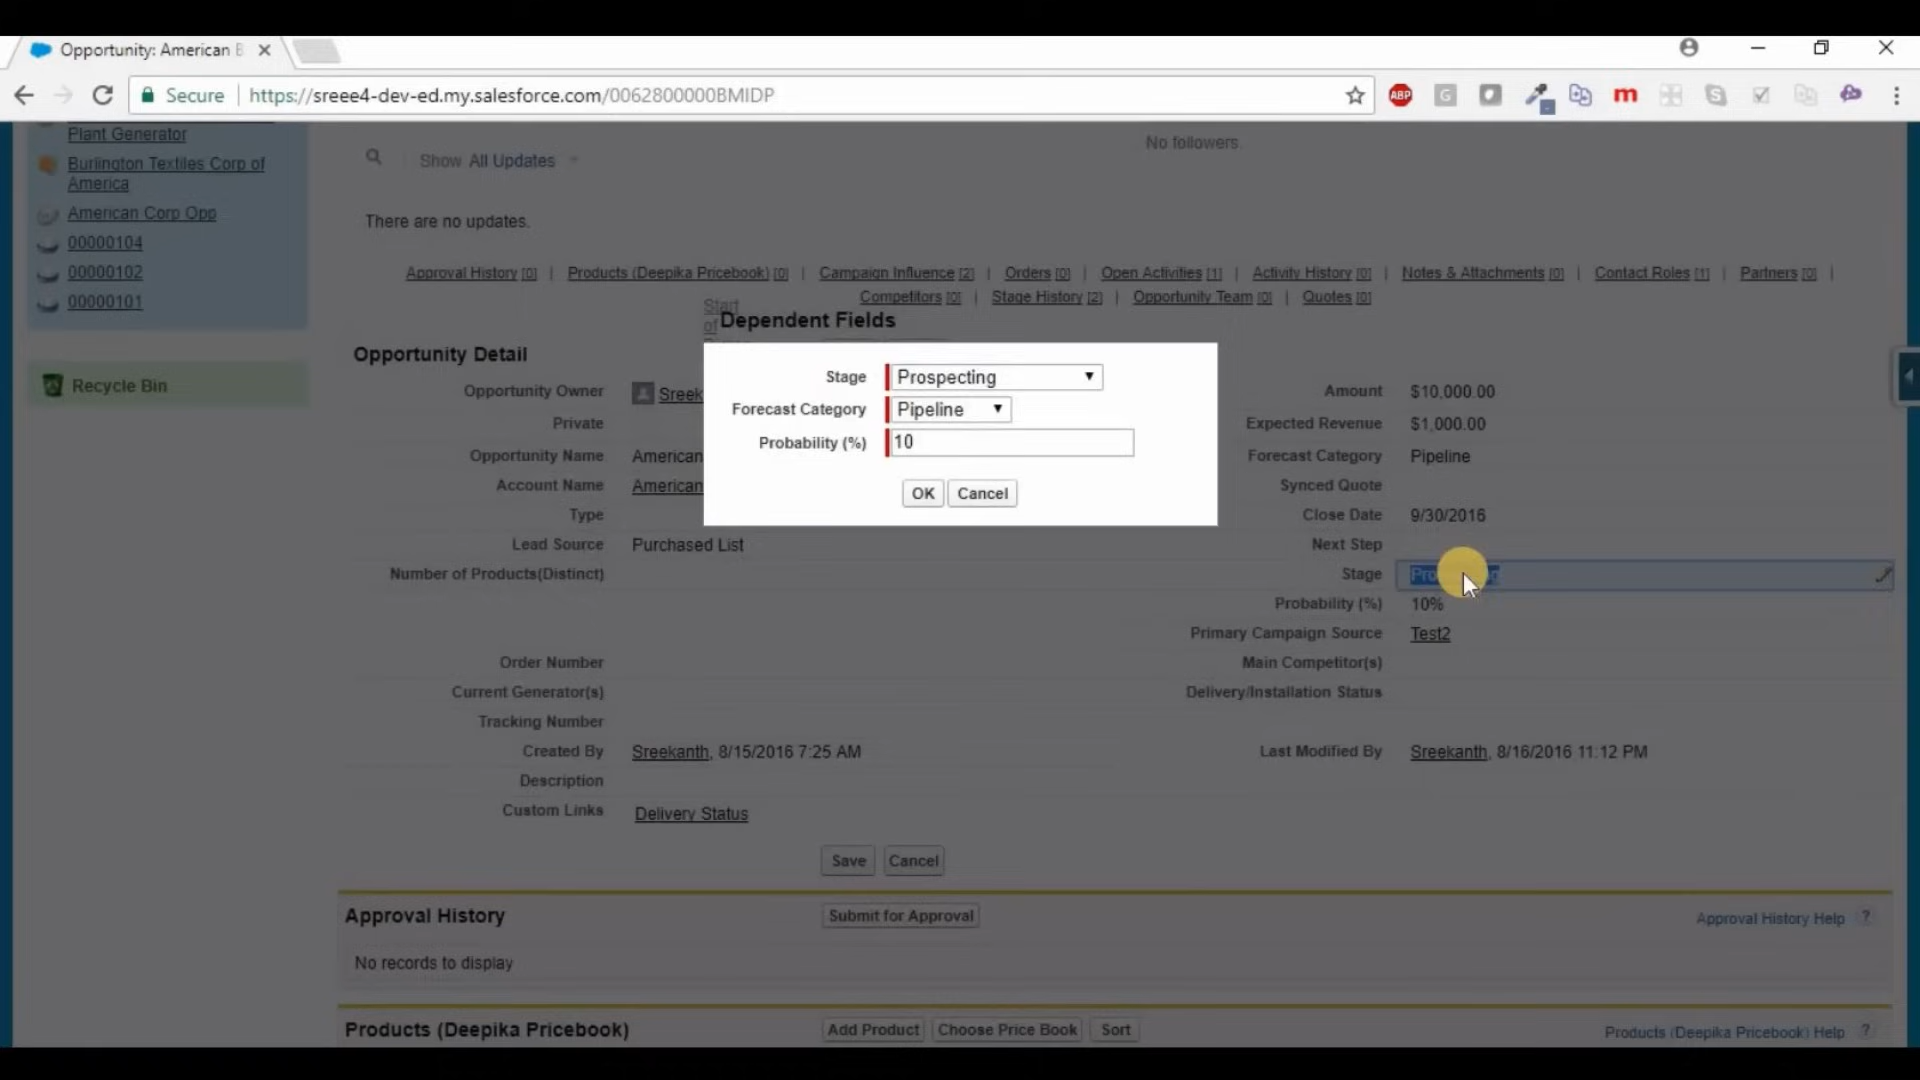 Opportunity: American B
Secure
https://sreee4-dev-ed.my.salesforce.com/0062800000BMIDP
ABP
G
m
Plant Generator
Burlington Textiles Corp of
America
American Corp Opp
00000104
00000102
00000101
Recycle Bin
Show All Updates
No followers.
There are no updates.
Approval History [0] | Products (Deepika Pricebook) [0] | Campaign Influence [2] | Orders [0] | Open Activities [1] | Activity History [0] | Notes & Attachments [0] | Contact Roles [1] | Partners [0] |
Competitors [0] | Stage History [2] | Opportunity Team [0] | Quotes [0]
Start
of
Dependent Fields
Stage Prospecting
Forecast Category Pipeline
Probability (%) 10
OK Cancel
Opportunity Detail
Opportunity Owner Sreek
Private
Opportunity Name American
Account Name American
Type
Lead Source Purchased List
Number of Products(Distinct)
Order Number
Current Generator(s)
Tracking Number
Created By Sreekanth, 8/15/2016 7:25 AM
Description
Custom Links Delivery Status
Amount $10,000.00
Expected Revenue $1,000.00
Forecast Category Pipeline
Synced Quote
Close Date 9/30/2016
Next Step
Stage
Probability (%) 10%
Primary Campaign Source Test2
Main Competitor(s)
Delivery/Installation Status
Last Modified By Sreekanth, 8/16/2016 11:12 PM
Save Cancel
Approval History Submit for Approval Approval History Help ?
No records to display
Products (Deepika Pricebook) Add Product Choose Price Book Sort Products (Deepika Pricebook) Help ?